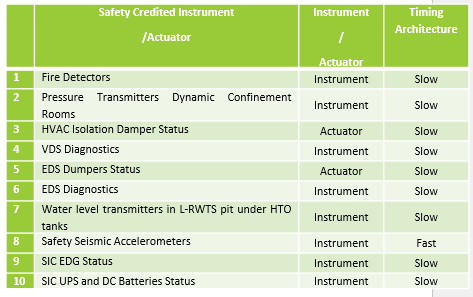 Safety Credited Instrument Instrument Timing
/Actuator / Architecture
Actuator
1 Fire Detectors Instrument Slow
2 Pressure Transmitters Dynamic Confinement Rooms Instrument Slow
3 HVAC Isolation Damper Status Actuator Slow
4 VDS Diagnostics Instrument Slow
5 EDS Dumpers Status Actuator Slow
6 EDS Diagnostics Instrument Slow
7 Water level transmitters in L-RWTS pit under HTO tanks Instrument Slow
8 Safety Seismic Accelerometers Instrument Fast
9 SIC EDG Status Instrument Slow
10 SIC UPS and DC Batteries Status Instrument Slow